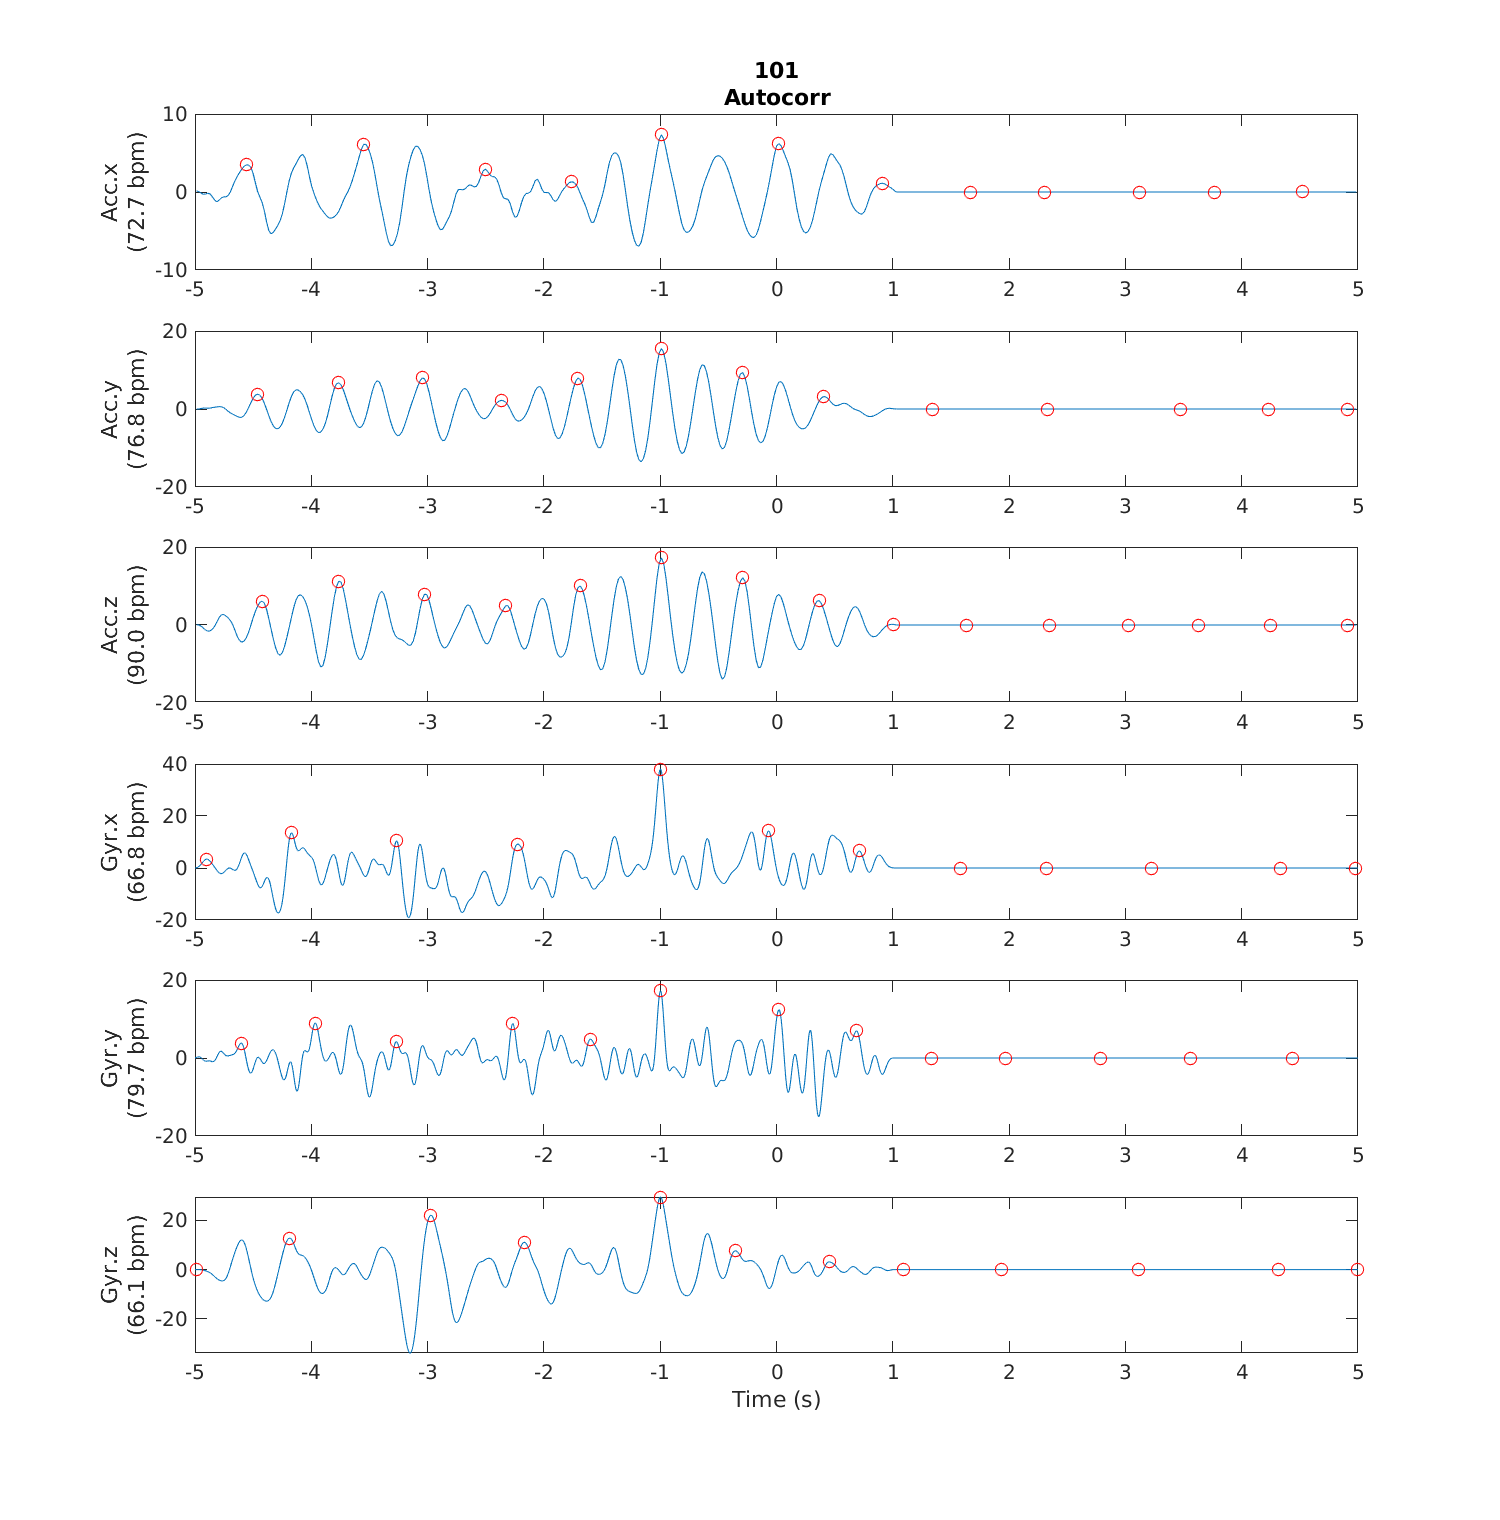 101
Autocorr
Acc.x
(72.7 bpm)
10
0
-10
-5 -4 -3 -2 -1 0 1 2 3 4 5
Acc.y
(76.8 bpm)
20
0
-20
-5 -4 -3 -2 -1 0 1 2 3 4 5
Acc.z
(90.0 bpm)
20
0
-20
-5 -4 -3 -2 -1 0 1 2 3 4 5
Gyr.x
(66.8 bpm)
40
20
0
-20
-5 -4 -3 -2 -1 0 1 2 3 4 5
Gyr.y
(79.7 bpm)
20
0
-20
-5 -4 -3 -2 -1 0 1 2 3 4 5
Gyr.z
(66.1 bpm)
20
0
-20
-5 -4 -3 -2 -1 0 1 2 3 4 5
Time (s)